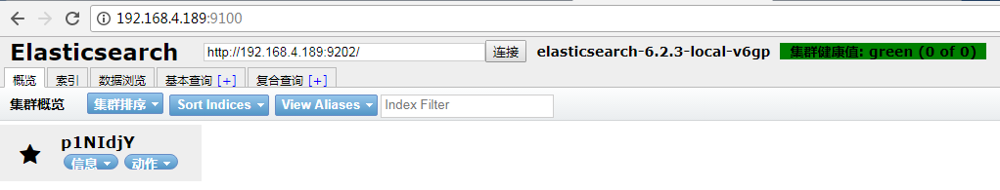 192.168.4.189:9100
Elasticsearch http://192.168.4.189:9202/ 连接 elasticsearch-6.2.3-local-v6gp 集群健康值: green (0 of 0)
概览 索引 数据浏览 基本查询 [+] 复合查询 [+]
集群概览 集群排序 Sort Indices View Aliases Index Filter
p1NIdjY
信息 动作